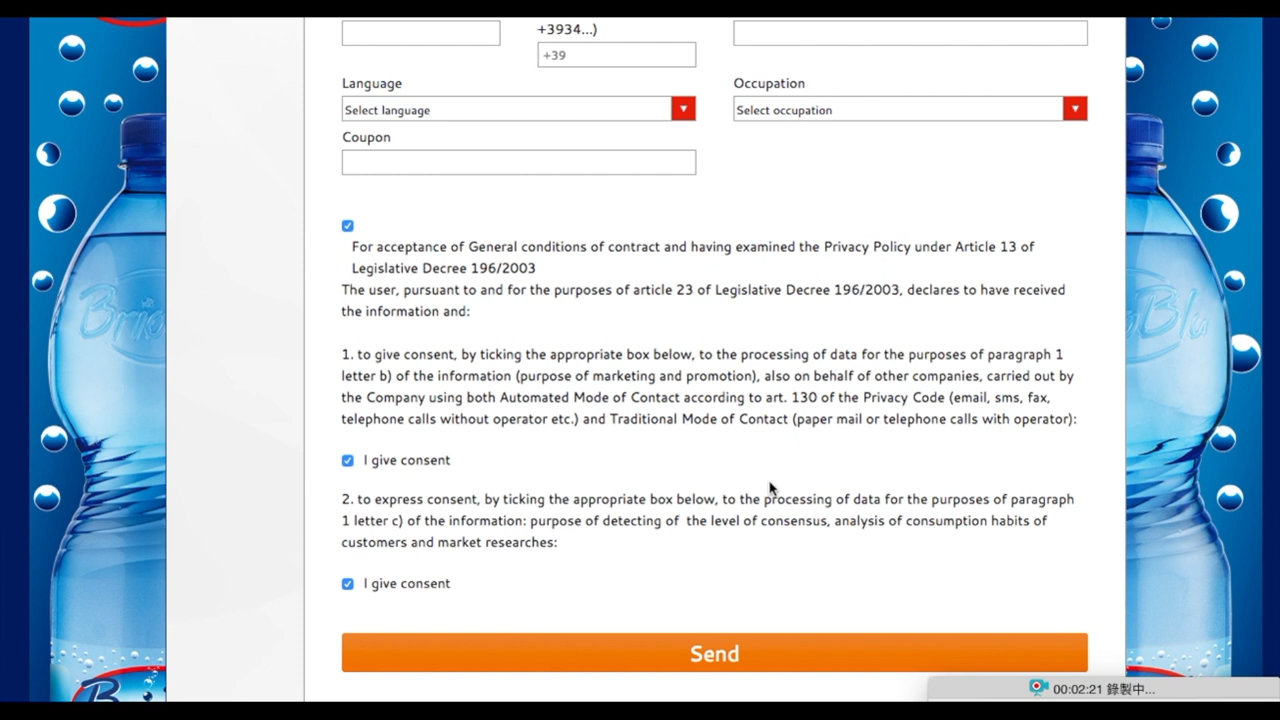 +3934...)
+39
Language
Occupation
Select language
Select occupation
Coupon
For acceptance of General conditions of contract and having examined the Privacy Policy under Article 13 of
Legislative Decree 196/2003
The user, pursuant to and for the purposes of article 23 of Legislative Decree 196/2003, declares to have received
the information and:
1. to give consent, by ticking the appropriate box below, to the processing of data for the purposes of paragraph 1
letter b) of the information (purpose of marketing and promotion), also on behalf of other companies, carried out by
the Company using both Automated Mode of Contact according to art. 130 of the Privacy Code (email, sms, fax,
telephone calls without operator etc.) and Traditional Mode of Contact (paper mail or telephone calls with operator):
I give consent
2. to express consent, by ticking the appropriate box below, to the processing of data for the purposes of paragraph
1 letter c) of the information: purpose of detecting of the level of consensus, analysis of consumption habits of
customers and market researches:
I give consent
Send
00:02:21 錄製中...